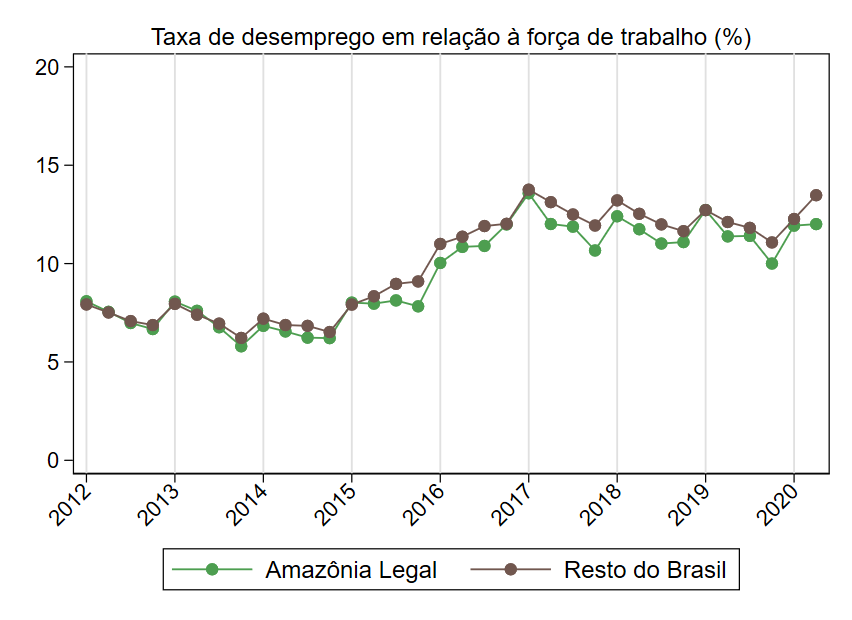 Taxa de desemprego em relação à força de trabalho (%)
20
15
10
5
0
2012 2013 2014 2015 2016 2017 2018 2019 2020
Amazônia Legal Resto do Brasil